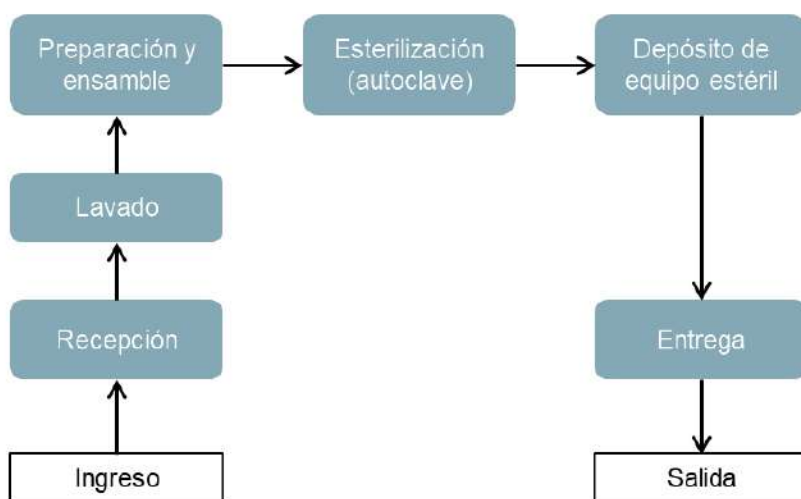 Preparación y
ensamble
Esterilización
(autoclave)
Depósito de
equipo estéril
Lavado
Recepción
Entrega
Ingreso
Salida